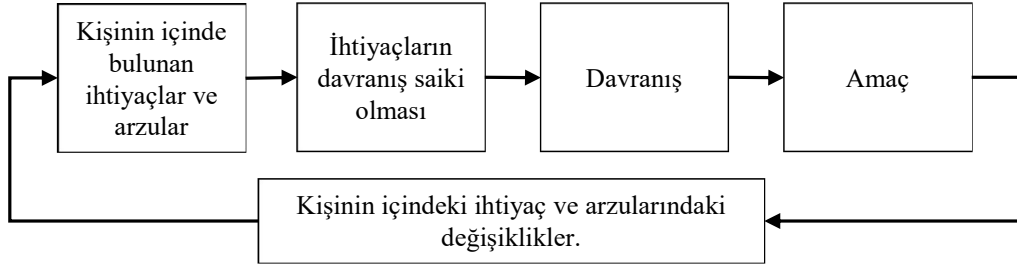 Kişinin içinde
bulunan
ihtiyaçlar ve
arzular
İhtiyaçların
davranış saiki
olması
Davranış
Amaç
Kişinin içindeki ihtiyaç ve arzularındaki
değişiklikler.